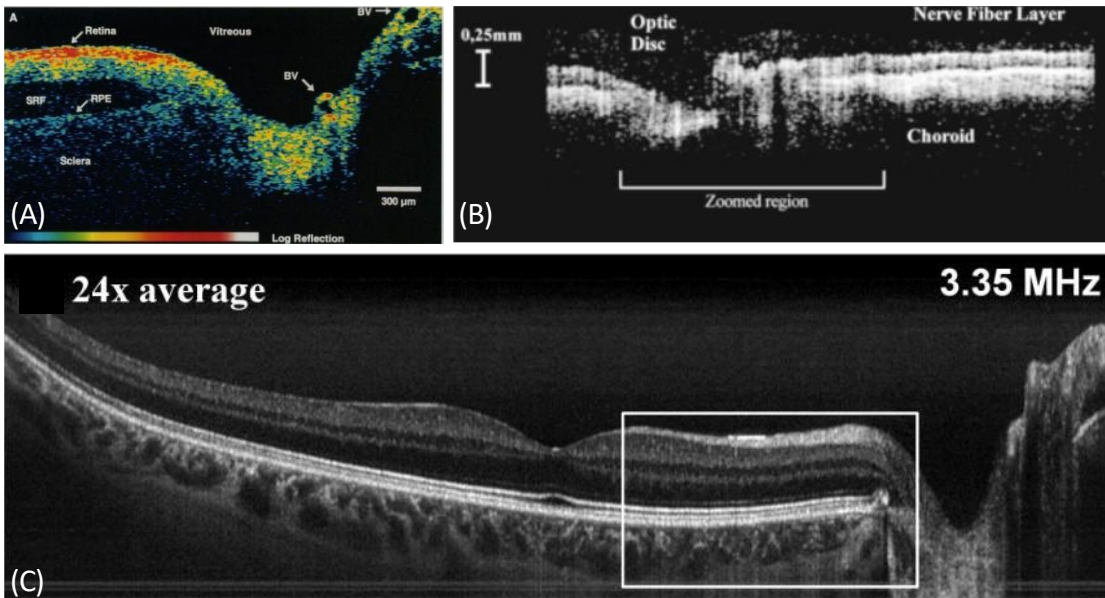 A
Retina
Vitreous
BV
BV
SRF
RPE
Sclera
300 µm
Log Reflection
(A)
0,25mm
Optic
Disc
Nerve Fiber Layer
Choroid
Zoomed region
(B)
24x average
3.35 MHz
(C)